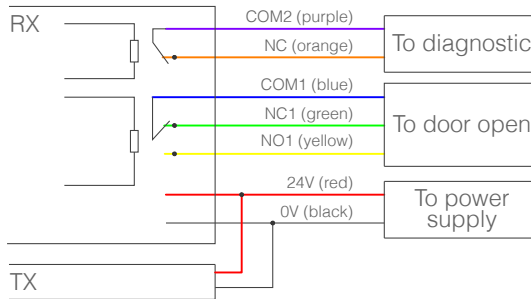 RX
COM2 (purple)
NC (orange)
To diagnostic
COM1 (blue)
NC1 (green)
NO1 (yellow)
To door open
24V (red)
0V (black)
To power
supply
TX